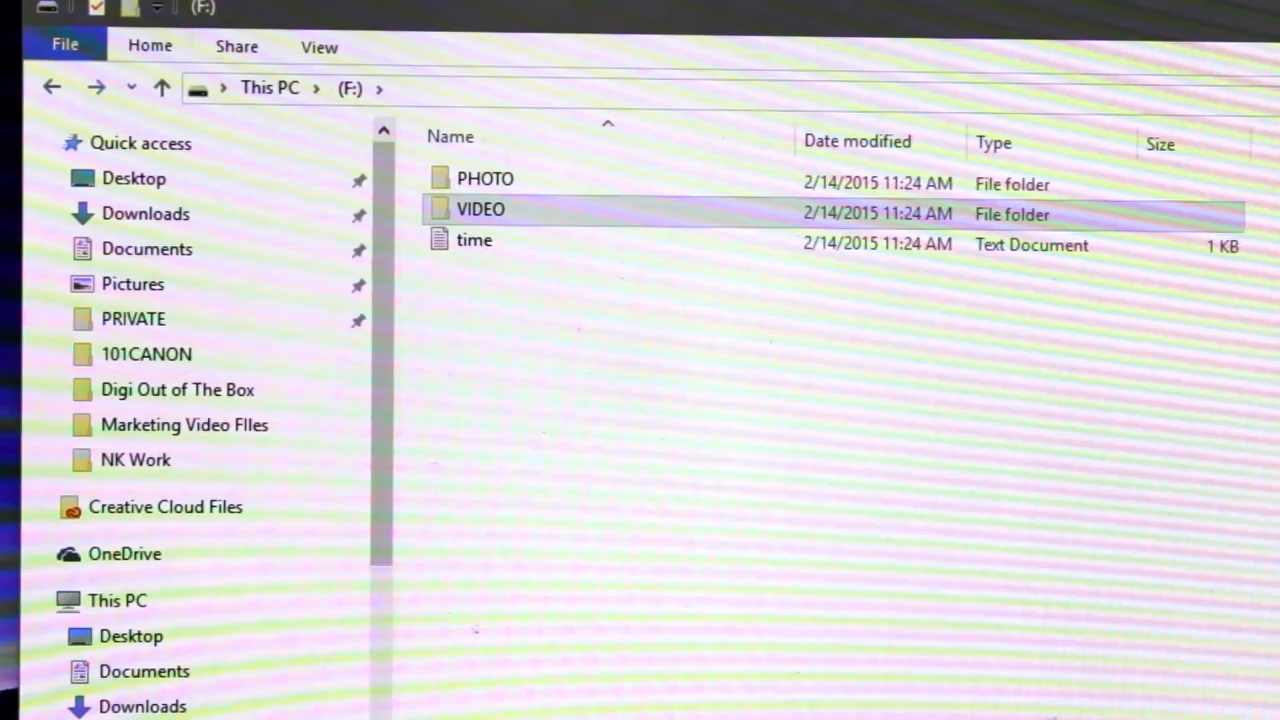 (F:)
File Home Share View
This PC (F:)
Name Date modified Type Size
PHOTO 2/14/2015 11:24 AM File folder
VIDEO 2/14/2015 11:24 AM File folder
time 2/14/2015 11:24 AM Text Document 1 KB
Quick access
Desktop
Downloads
Documents
Pictures
PRIVATE
101CANON
Digi Out of The Box
Marketing Video FIles
NK Work
Creative Cloud Files
OneDrive
This PC
Desktop
Documents
Downloads